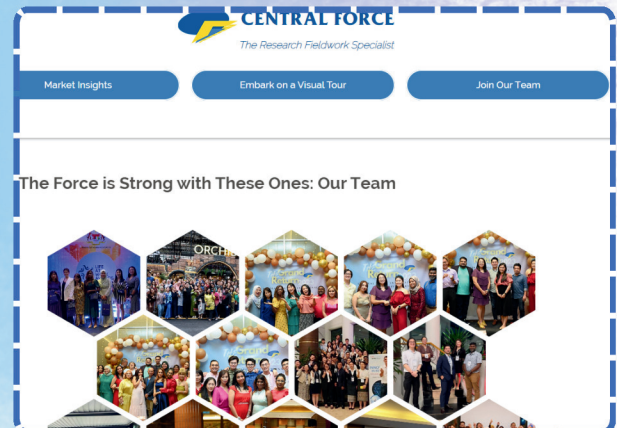 CENTRAL FORCE
The Research Fieldwork Specialist
Market Insights
Embark on a Visual Tour
Join Our Team
The Force is Strong with These Ones: Our Team
ORCHI